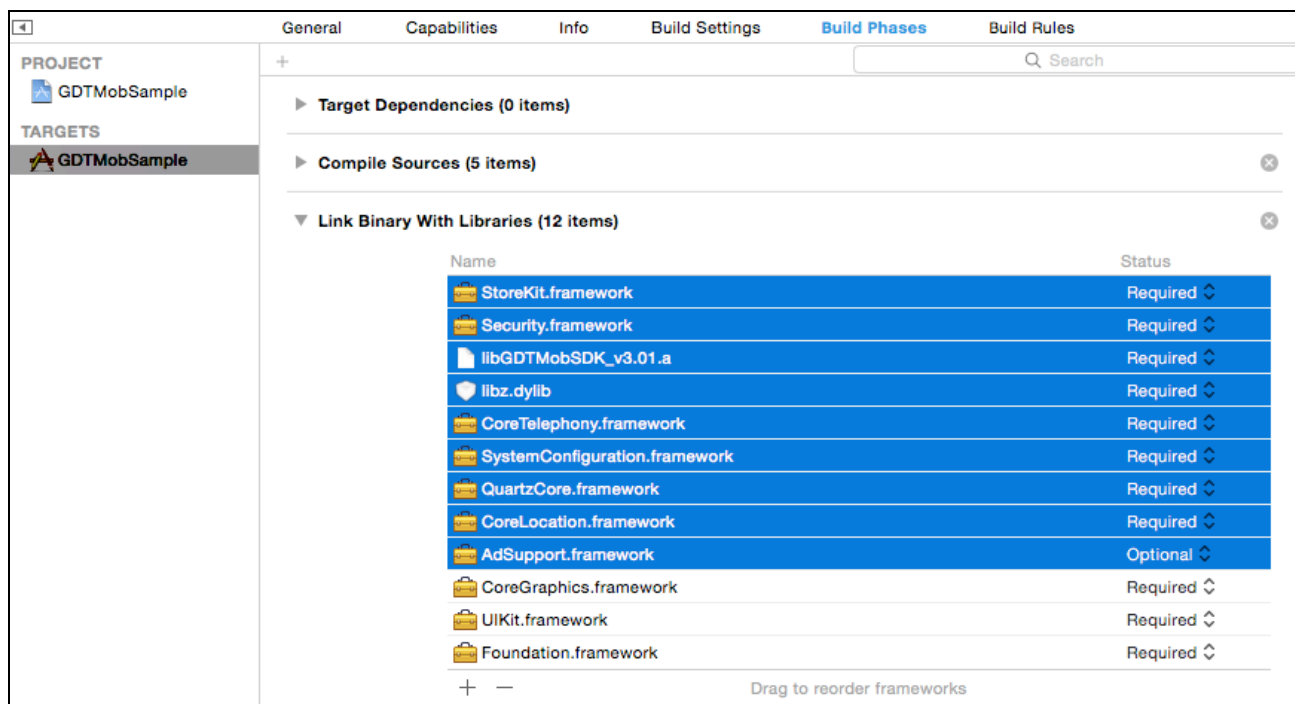 General Capabilities Info Build Settings Build Phases Build Rules
PROJECT
+ Search
GDTMobSample
Target Dependencies (0 items)
TARGETS
GDTMobSample
Compile Sources (5 items)
Link Binary With Libraries (12 items)
Name Status
StoreKit.framework Required
Security.framework Required
libGDTMobSDK_v3.01.a Required
libz.dylib Required
CoreTelephony.framework Required
SystemConfiguration.framework Required
QuartzCore.framework Required
CoreLocation.framework Required
AdSupport.framework Optional
CoreGraphics.framework Required
UIKit.framework Required
Foundation.framework Required
+ − Drag to reorder frameworks